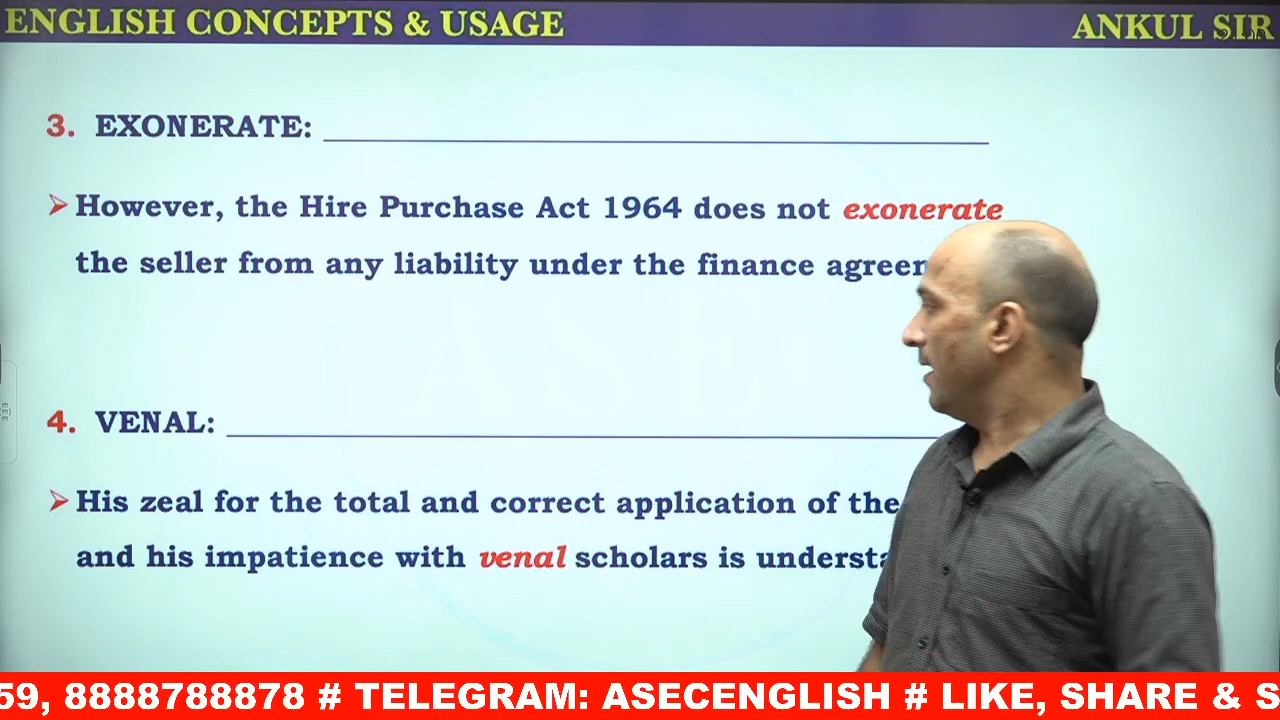 ENGLISH CONCEPTS & USAGE
ANKUL SIR
3. EXONERATE:
However, the Hire Purchase Act 1964 does not exonerate
the seller from any liability under the finance
4. VENAL:
His zeal for the total and correct application of the
and his impatience with venal scholars is
59, 8888788878 # TELEGRAM: ASECENGLISH # LIKE, SHARE & S